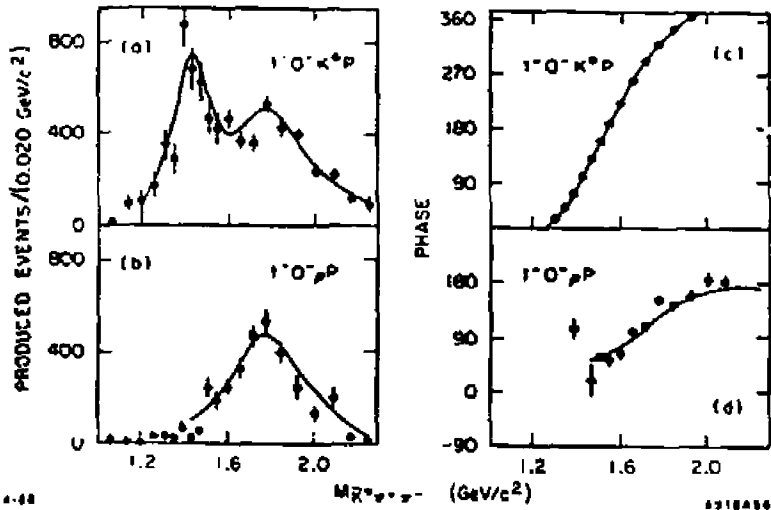 PRODUCED EVENTS/(0.020 GeV/c²)
800
400
0
(a)
1⁻0⁻K*P
800
400
0
(b)
1⁻0⁻ρP
1.2
1.6
2.0
PHASE
360
270
180
90
(c)
1⁻0⁻K*P
180
90
0
-90
(d)
1⁻0⁻ρP
1.2
1.6
2.0
(GeV/c²)